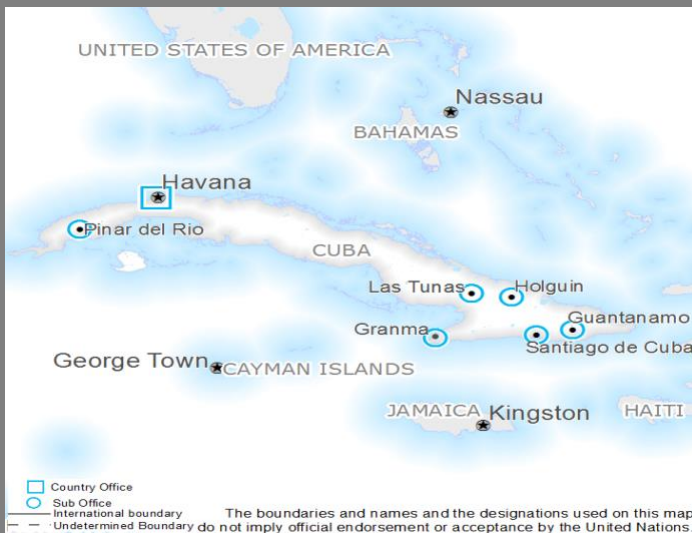 UNITED STATES OF AMERICA
Nassau
BAHAMAS
Havana
Pinar del Rio
CUBA
Las Tunas
Holguin
Granma
Guantanamo
Santiago de Cuba
George Town
CAYMAN ISLANDS
JAMAICA
Kingston
HAITI
Country Office
Sub Office
International boundary
Undetermined Boundary
The boundaries and names and the designations used on this map
do not imply official endorsement or acceptance by the United Nations.